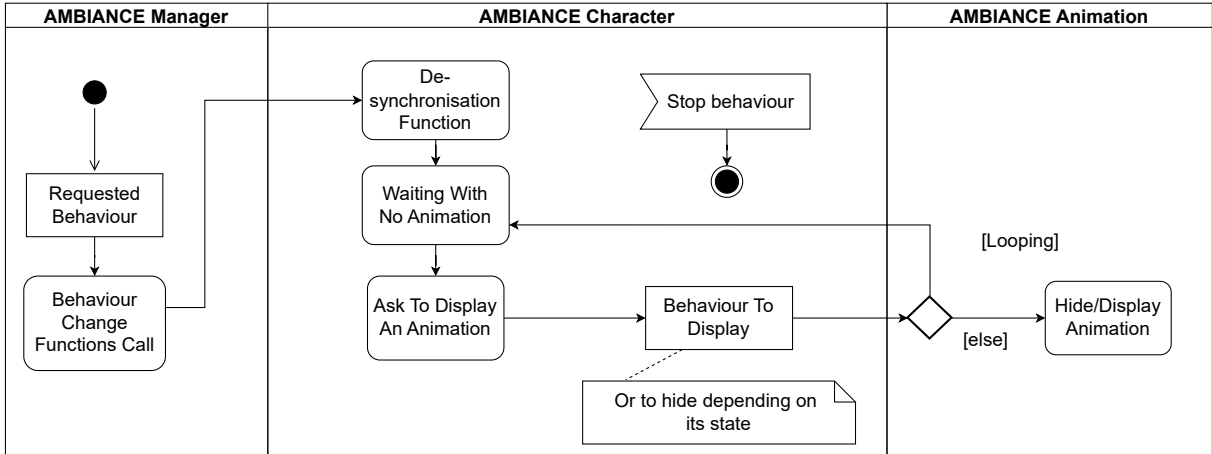 AMBIANCE Manager
AMBIANCE Character
AMBIANCE Animation
Requested
Behaviour
Behaviour
Change
Functions Call
De-
synchronisation
Function
Waiting With
No Animation
Ask To Display
An Animation
Stop behaviour
Behaviour To
Display
Or to hide depending on
its state
[Looping]
[else]
Hide/Display
Animation